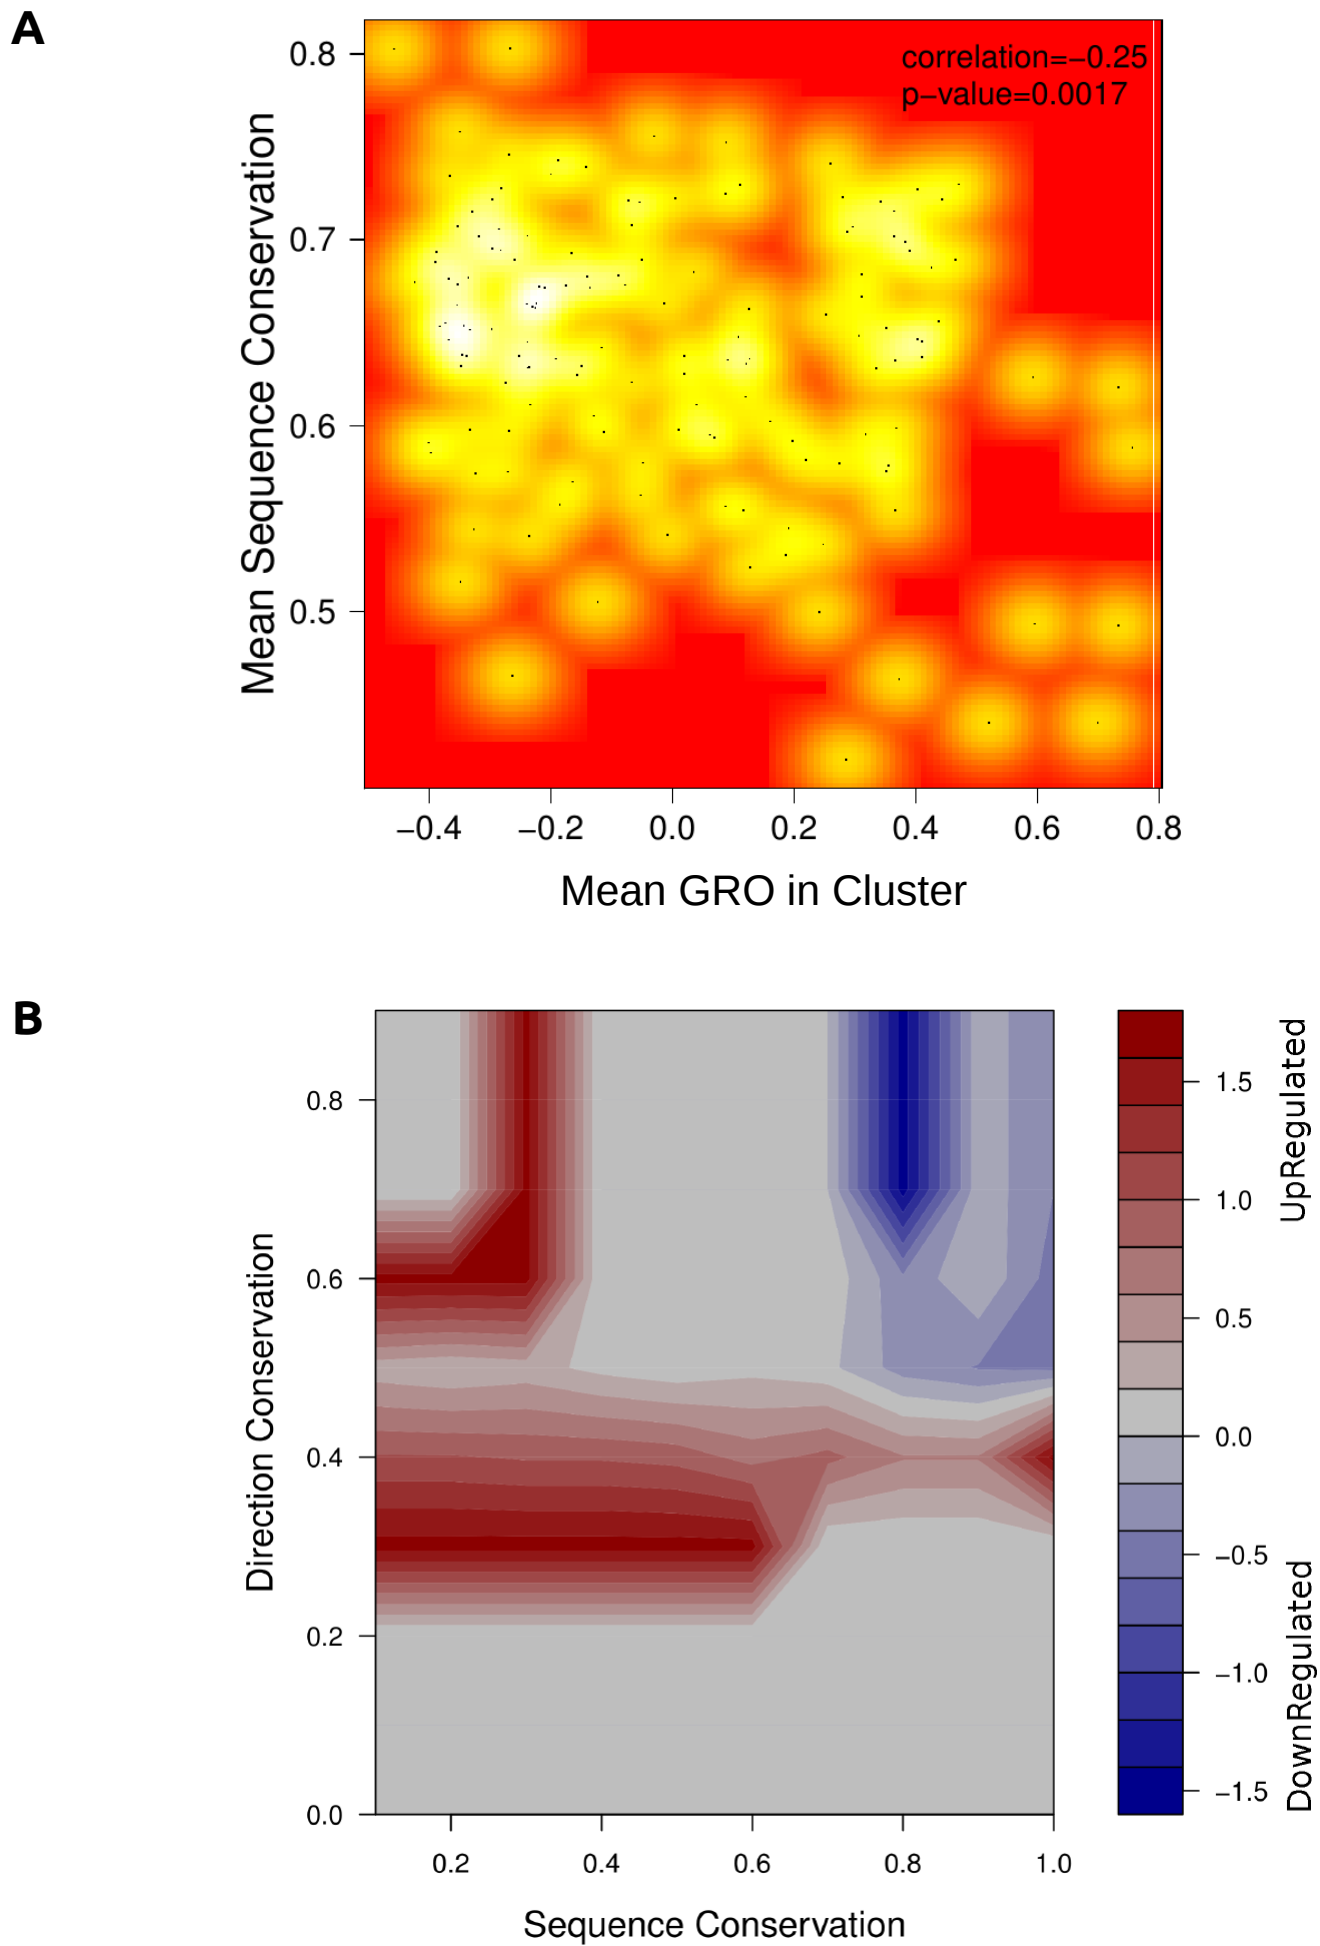 A
correlation=−0.25
p−value=0.0017
Mean Sequence Conservation
0.8
0.7
0.6
0.5
−0.4 −0.2 0.0 0.2 0.4 0.6 0.8
Mean GRO in Cluster
B
Direction Conservation
0.8
0.6
0.4
0.2
0.0
0.2 0.4 0.6 0.8 1.0
Sequence Conservation
1.5
1.0
0.5
0.0
−0.5
−1.0
−1.5
UpRegulated
DownRegulated